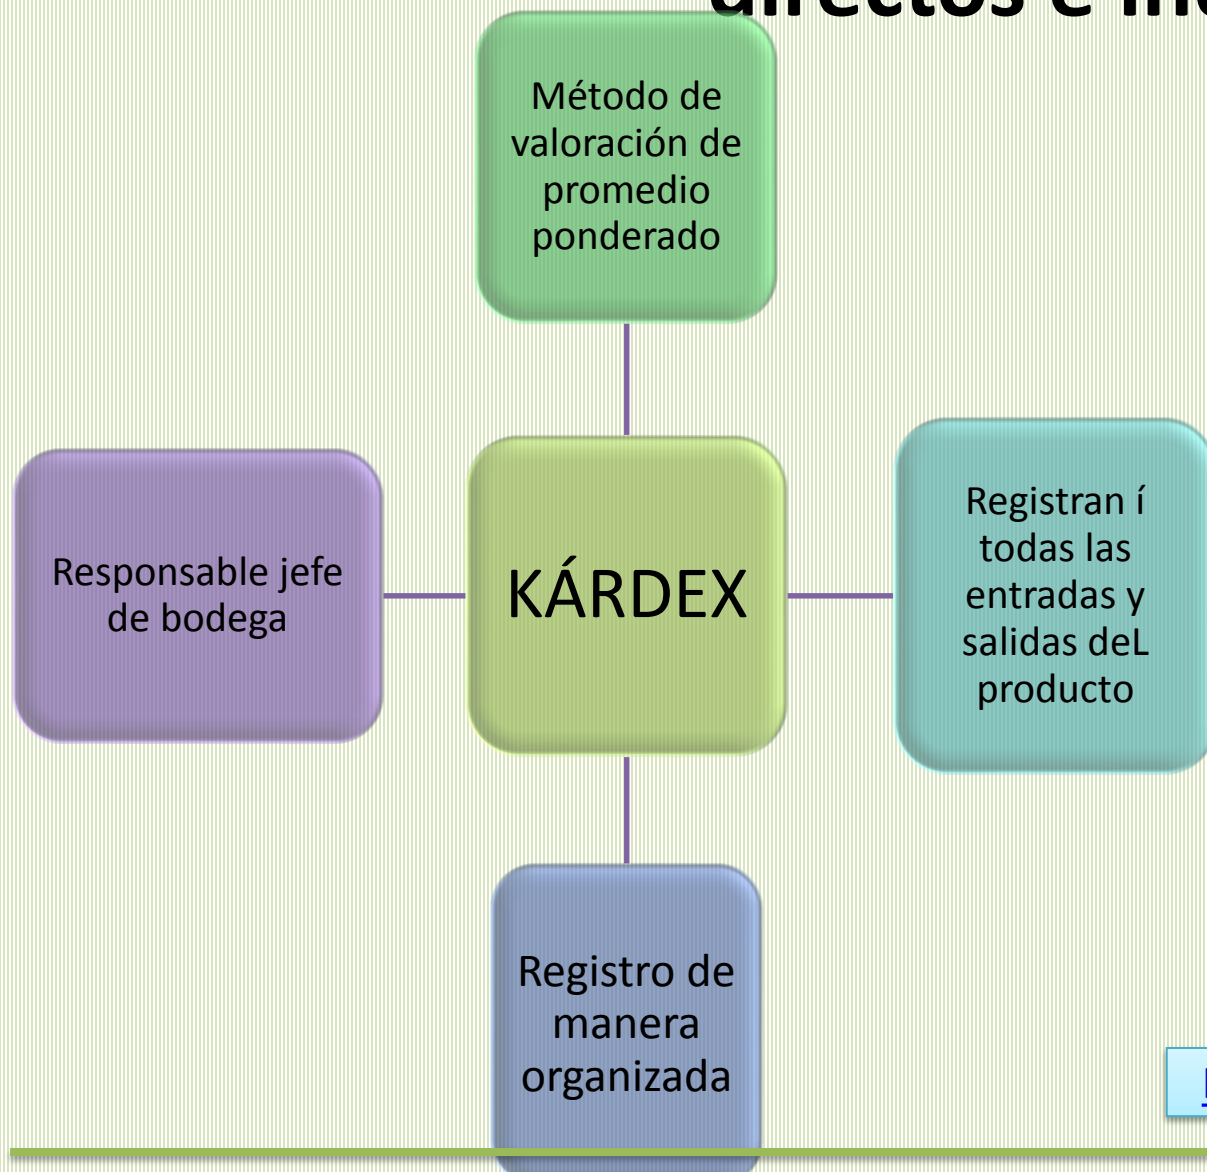 directos e
Método de
valoración de
promedio
ponderado
Responsable jefe
de bodega
KÁRDEX
Registran í
todas las
entradas y
salidas deL
producto
Registro de
manera
organizada